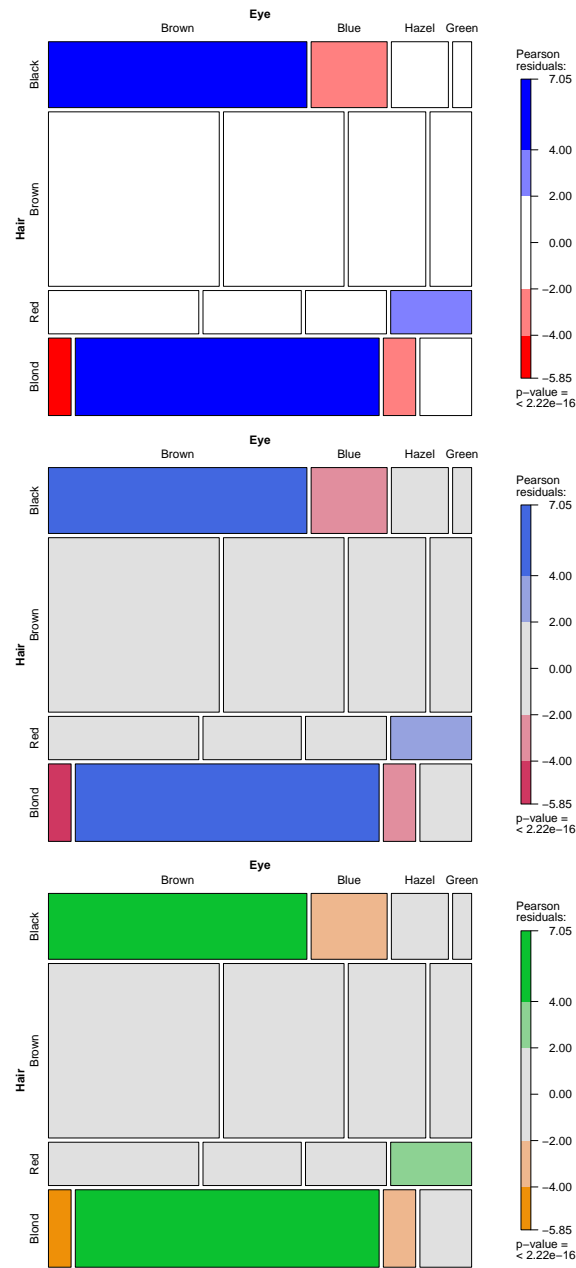 Eye
Brown Blue Hazel Green
Hair
Black
Brown
Red
Blond
Pearson
residuals:
7.05
4.00
2.00
0.00
−2.00
−4.00
−5.85
p−value =
< 2.22e−16
Eye
Brown Blue Hazel Green
Hair
Black
Brown
Red
Blond
Pearson
residuals:
7.05
4.00
2.00
0.00
−2.00
−4.00
−5.85
p−value =
< 2.22e−16
Eye
Brown Blue Hazel Green
Hair
Black
Brown
Red
Blond
Pearson
residuals:
7.05
4.00
2.00
0.00
−2.00
−4.00
−5.85
p−value =
< 2.22e−16